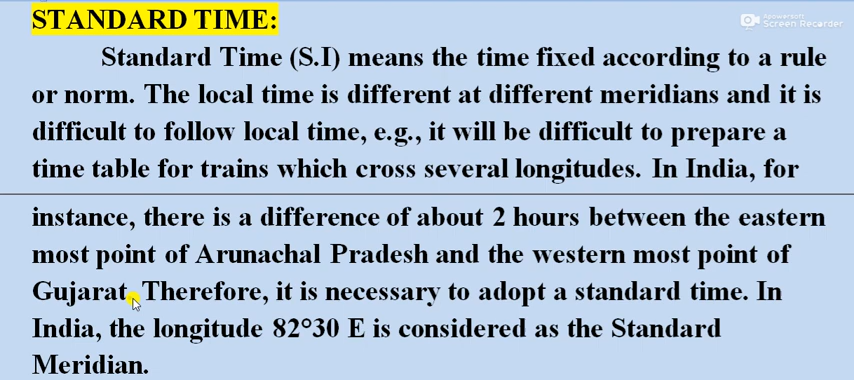 STANDARD TIME:
Apowersoft
Screen Recorder
Standard Time (S.I) means the time fixed according to a rule
or norm. The local time is different at different meridians and it is
difficult to follow local time, e.g., it will be difficult to prepare a
time table for trains which cross several longitudes. In India, for
instance, there is a difference of about 2 hours between the eastern
most point of Arunachal Pradesh and the western most point of
Gujarat. Therefore, it is necessary to adopt a standard time. In
India, the longitude 82°30 E is considered as the Standard
Meridian.